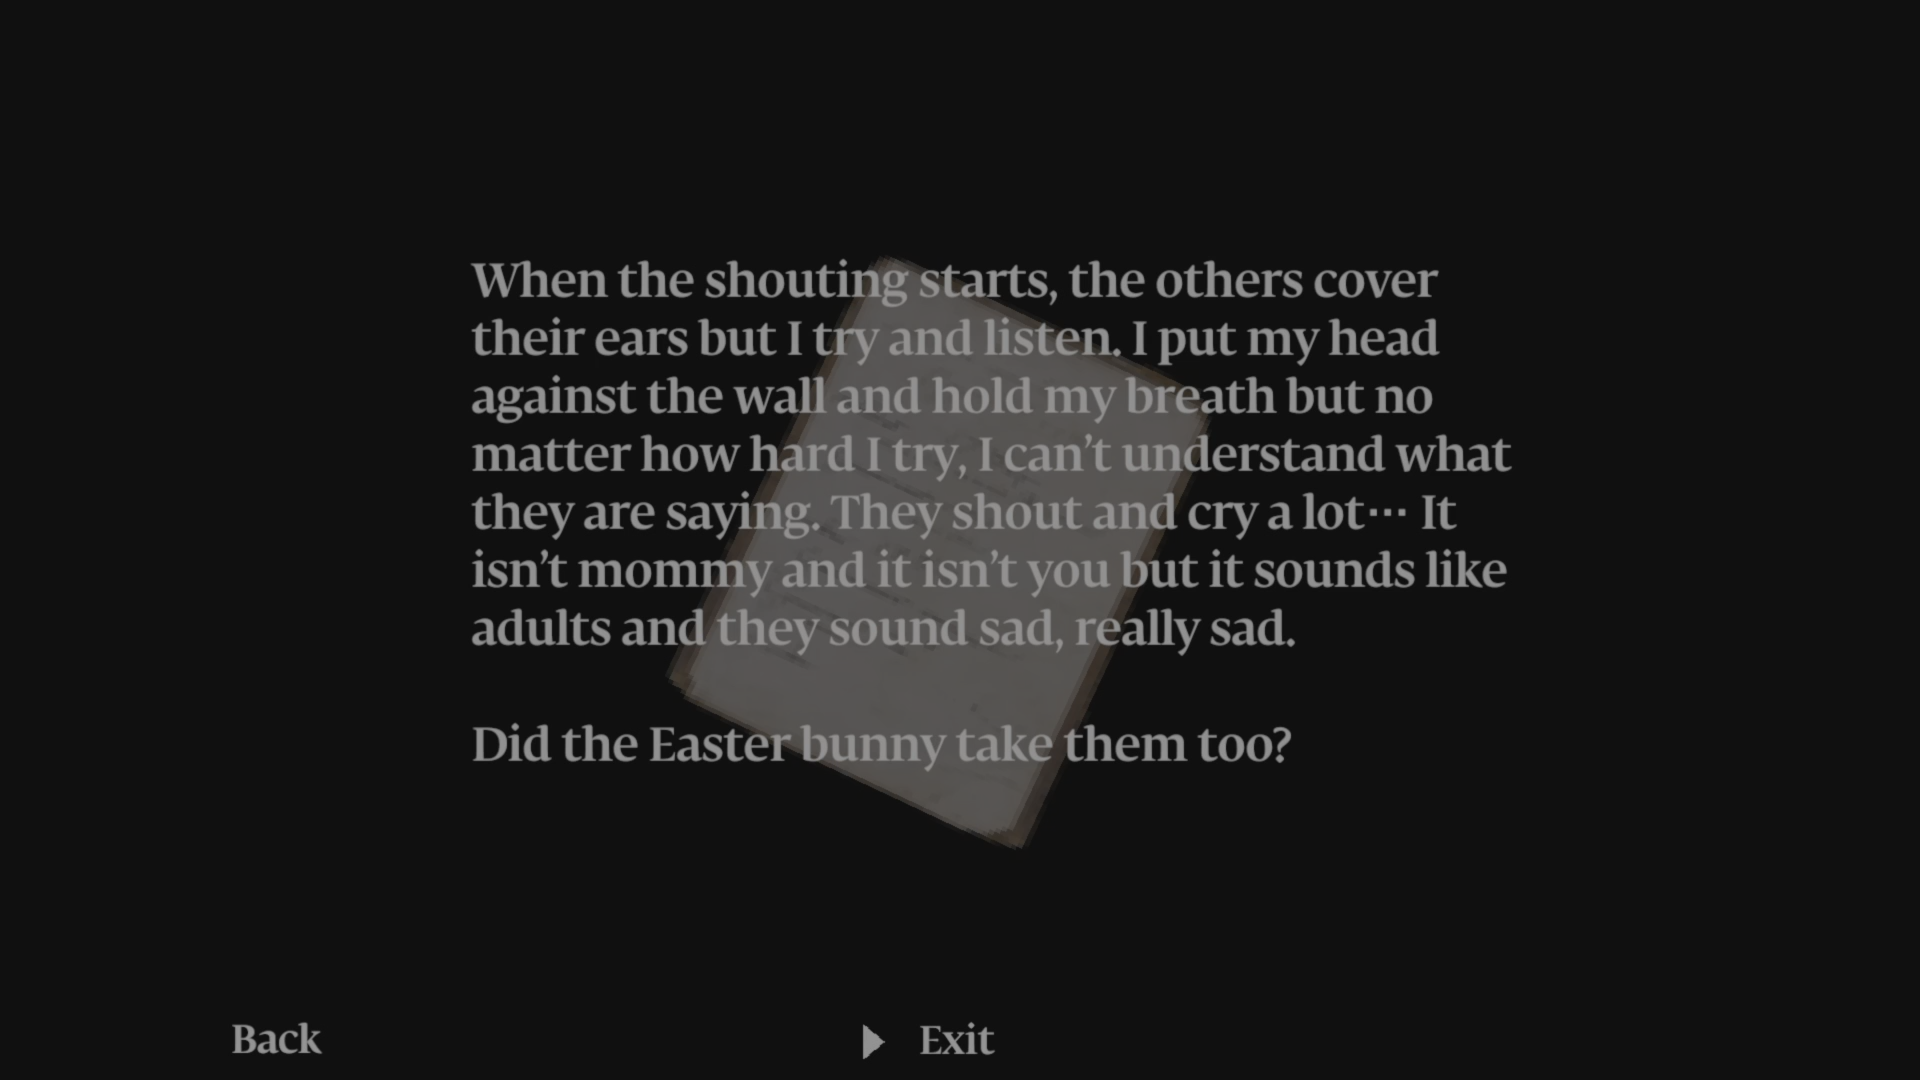 When the shouting starts, the others cover
their ears but I try and listen. I put my head
against the wall and hold my breath but no
matter how hard I try, I can’t understand what
they are saying. They shout and cry a lot⋯ It
isn’t mommy and it isn’t you but it sounds like
adults and they sound sad, really sad.
Did the Easter bunny take them too?
Back
Exit